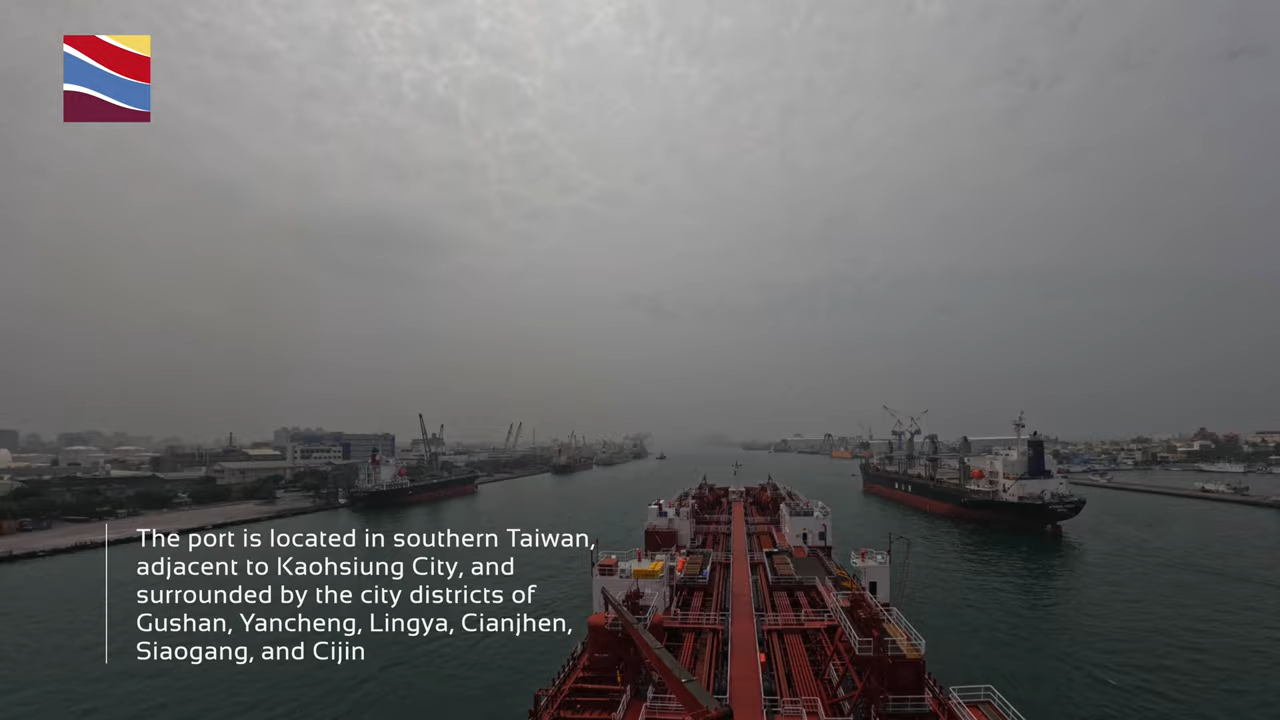 The port is located in southern Taiwan,
adjacent to Kaohsiung City, and
surrounded by the city districts of
Gushan, Yancheng, Lingya, Cianjhen,
Siaogang, and Cijin